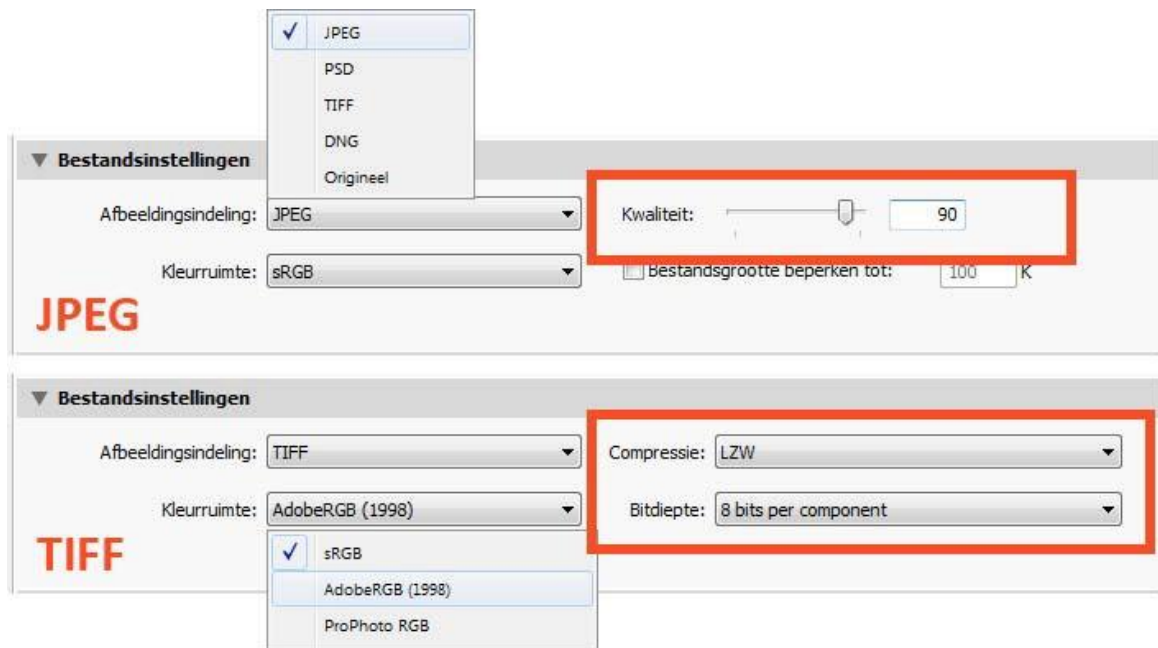 JPEG
PSD
TIFF
DNG
Origineel
Bestandsinstellingen
Afbeeldingsindeling: JPEG Kwaliteit: 90
Kleurruimte: sRGB Bestandsgrootte beperken tot: 100 K
JPEG
Bestandsinstellingen
Afbeeldingsindeling: TIFF Compressie: LZW
Kleurruimte: AdobeRGB (1998) Bitdiepte: 8 bits per component
TIFF
sRGB
AdobeRGB (1998)
ProPhoto RGB